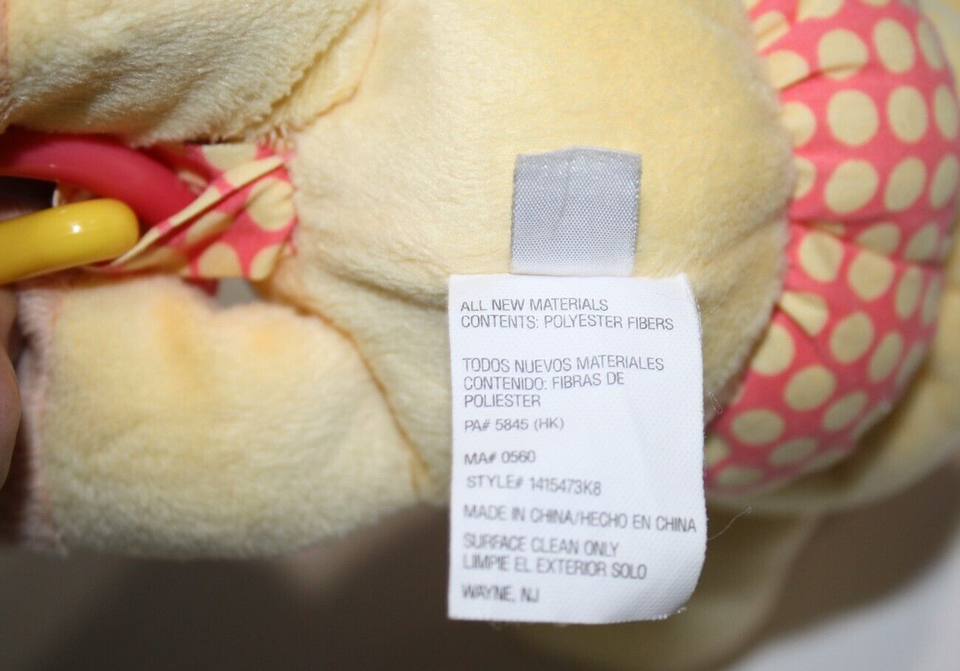 ALL NEW MATERIALS
CONTENTS: POLYESTER FIBERS
TODOS NUEVOS MATERIALES
CONTENIDO: FIBRAS DE
POLIESTER
PA# 5845 (HK)
MA# 0560
STYLE# 1415473K8
MADE IN CHINA/HECHO EN CHINA
SURFACE CLEAN ONLY
LIMPIE EL EXTERIOR SOLO
WAYNE, NJ